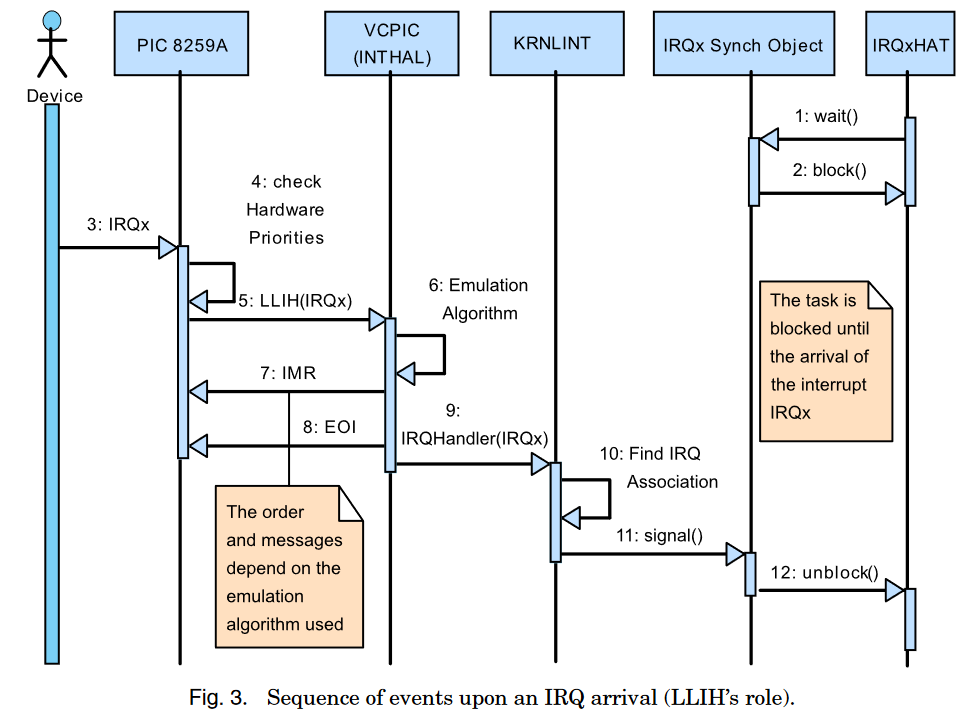 Device
PIC 8259A
VCPIC
(INTHAL)
KRNLINT
IRQx Synch Object
IRQxHAT
1: wait()
2: block()
3: IRQx
4: check
Hardware
Priorities
5: LLIH(IRQx)
6: Emulation
Algorithm
7: IMR
8: EOI
9:
IRQHandler(IRQx)
10: Find IRQ
Association
11: signal()
12: unblock()
The task is
blocked until
the arrival of
the interrupt
IRQx
The order
and messages
depend on the
emulation
algorithm used
Fig. 3. Sequence of events upon an IRQ arrival (LLIH's role).